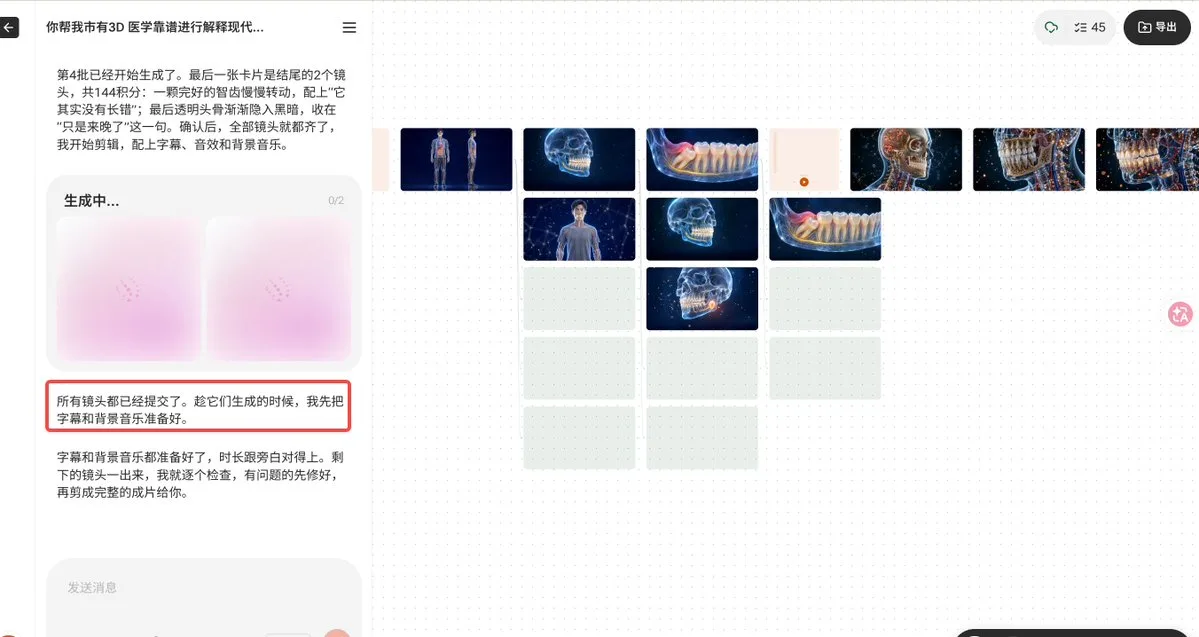 你帮我市有3D 医学靠谱进行解释现代...
45
导出
第4批已经开始生成了。最后一张卡片是结尾的2个镜
头，共144积分：一颗完好的智齿慢慢转动，配上"它
其实没有长错"；最后透明头骨渐渐隐入黑暗，收在
"只是来晚了"这一句。确认后，全部镜头就都齐了，
我开始剪辑，配上字幕、音效和背景音乐。
生成中...
0/2
所有镜头都已经提交了。趁它们生成的时候，我先把
字幕和背景音乐准备好。
字幕和背景音乐都准备好了，时长跟旁白对得上。剩
下的镜头一出来，我就逐个检查，有问题的先修好，
再剪成完整的成片给你。
发送消息